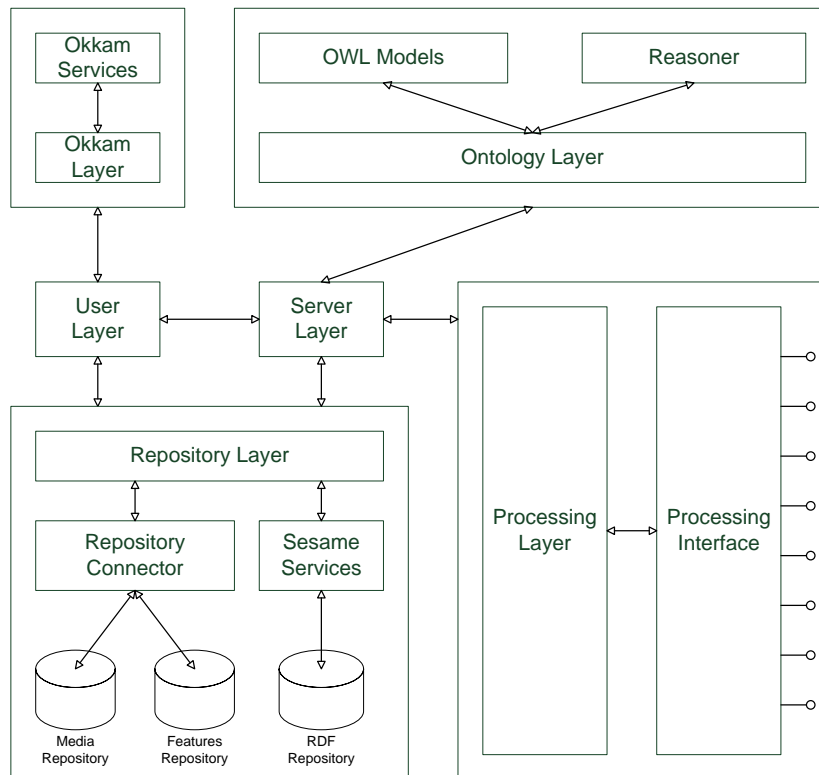 Okkam
Services
Okkam
Layer
OWL Models
Reasoner
Ontology Layer
User
Layer
Server
Layer
Repository Layer
Repository
Connector
Sesame
Services
Media
Repository
Features
Repository
RDF
Repository
Processing
Layer
Processing
Interface